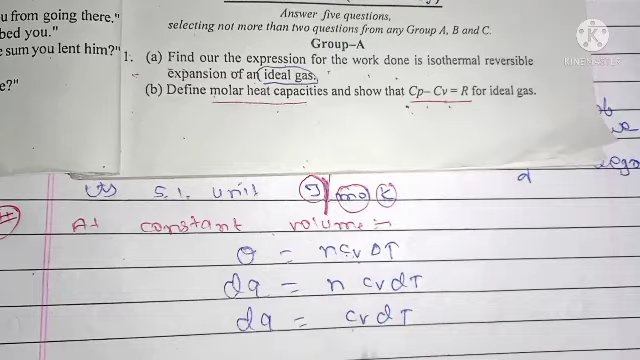 u from going there."
bed you."
e sum you lent him?"
e?"
Answer five questions,
selecting not more than two questions from any Group A, B and C.
Group-A
1. (a) Find our the expression for the work done is isothermal reversible
expansion of an ideal gas.
(b) Define molar heat capacities and show that Cp– Cv = R for ideal gas.
KINEMASTER
S.I. unit J mol K
At constant volume :-
Q = nCv ΔT
dq = n CvdT
dq = CvdT